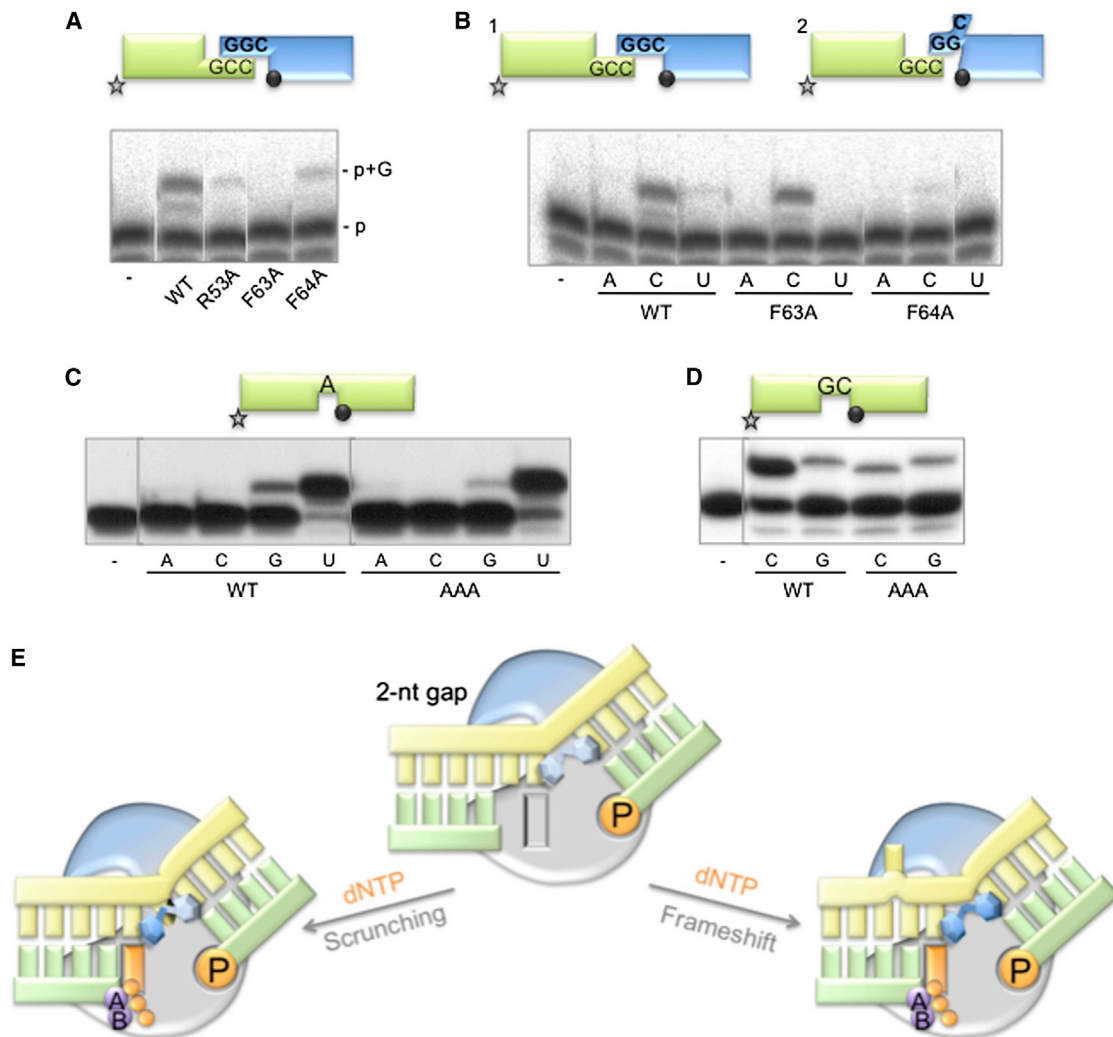 A
GGC
GCC
- p+G
- p
- WT R53A F63A F64A
B
1 2
GGC
GCC
C
GG
GCC
- A C U A C U A C U
WT F63A F64A
C
A
- A C G U A C G U
WT AAA
D
GC
- C G C G
WT AAA
E
2-nt gap
P
dNTP
Scrunching
dNTP
Frameshift
P
A
B
P
A
B